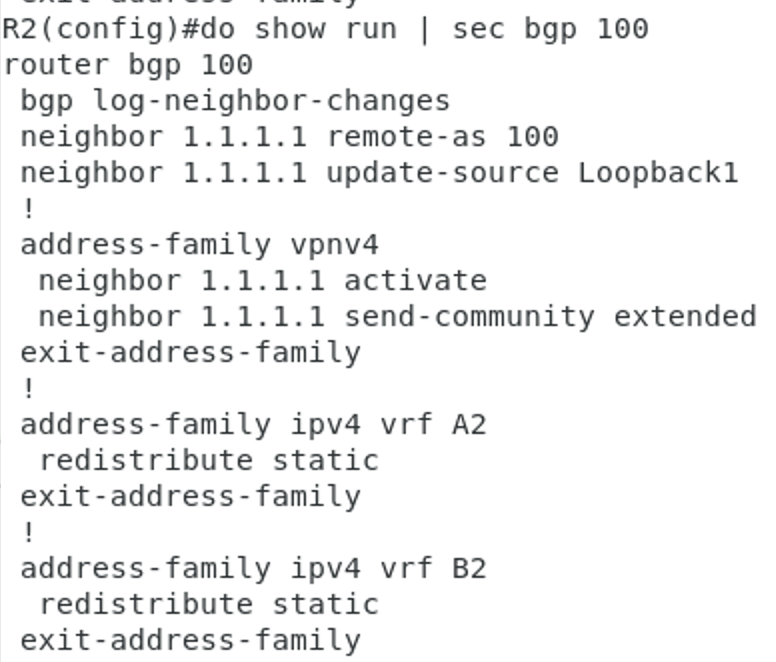 R2(config)#do show run | sec bgp 100
router bgp 100
 bgp log-neighbor-changes
 neighbor 1.1.1.1 remote-as 100
 neighbor 1.1.1.1 update-source Loopback1
 !
 address-family vpnv4
  neighbor 1.1.1.1 activate
  neighbor 1.1.1.1 send-community extended
 exit-address-family
 !
 address-family ipv4 vrf A2
  redistribute static
 exit-address-family
 !
 address-family ipv4 vrf B2
  redistribute static
 exit-address-family